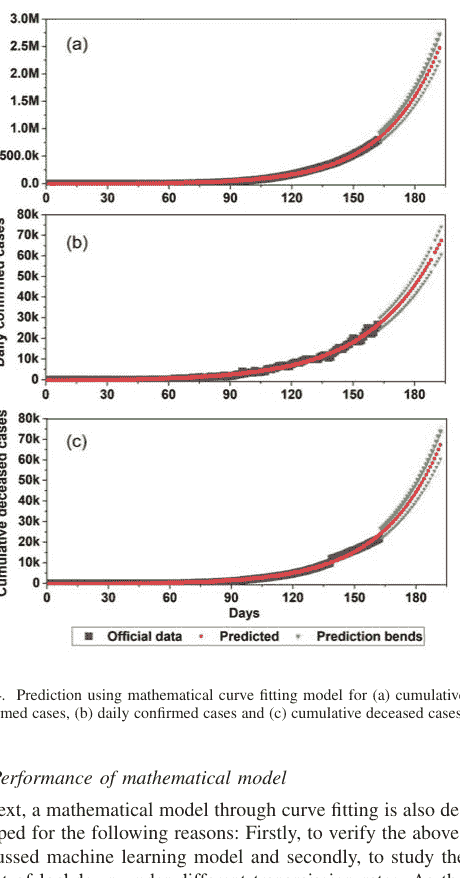 3.0M
2.5M
2.0M
1.5M
1.0M
500.0k
0.0
(a)
0 30 60 90 120 150 180
80k
70k
60k
50k
40k
30k
20k
10k
0
Daily confirmed cases
(b)
0 30 60 90 120 150 180
80k
70k
60k
50k
40k
30k
20k
10k
0
Cumulative deceased cases
(c)
0 30 60 90 120 150 180
Days
Official data Predicted Prediction bends
. Prediction using mathematical curve fitting model for (a) cumulative
rmed cases, (b) daily confirmed cases and (c) cumulative deceased cases
Performance of mathematical model
ext, a mathematical model through curve fitting is also de
ped for the following reasons: Firstly, to verify the above
ussed machine learning model and secondly, to study the